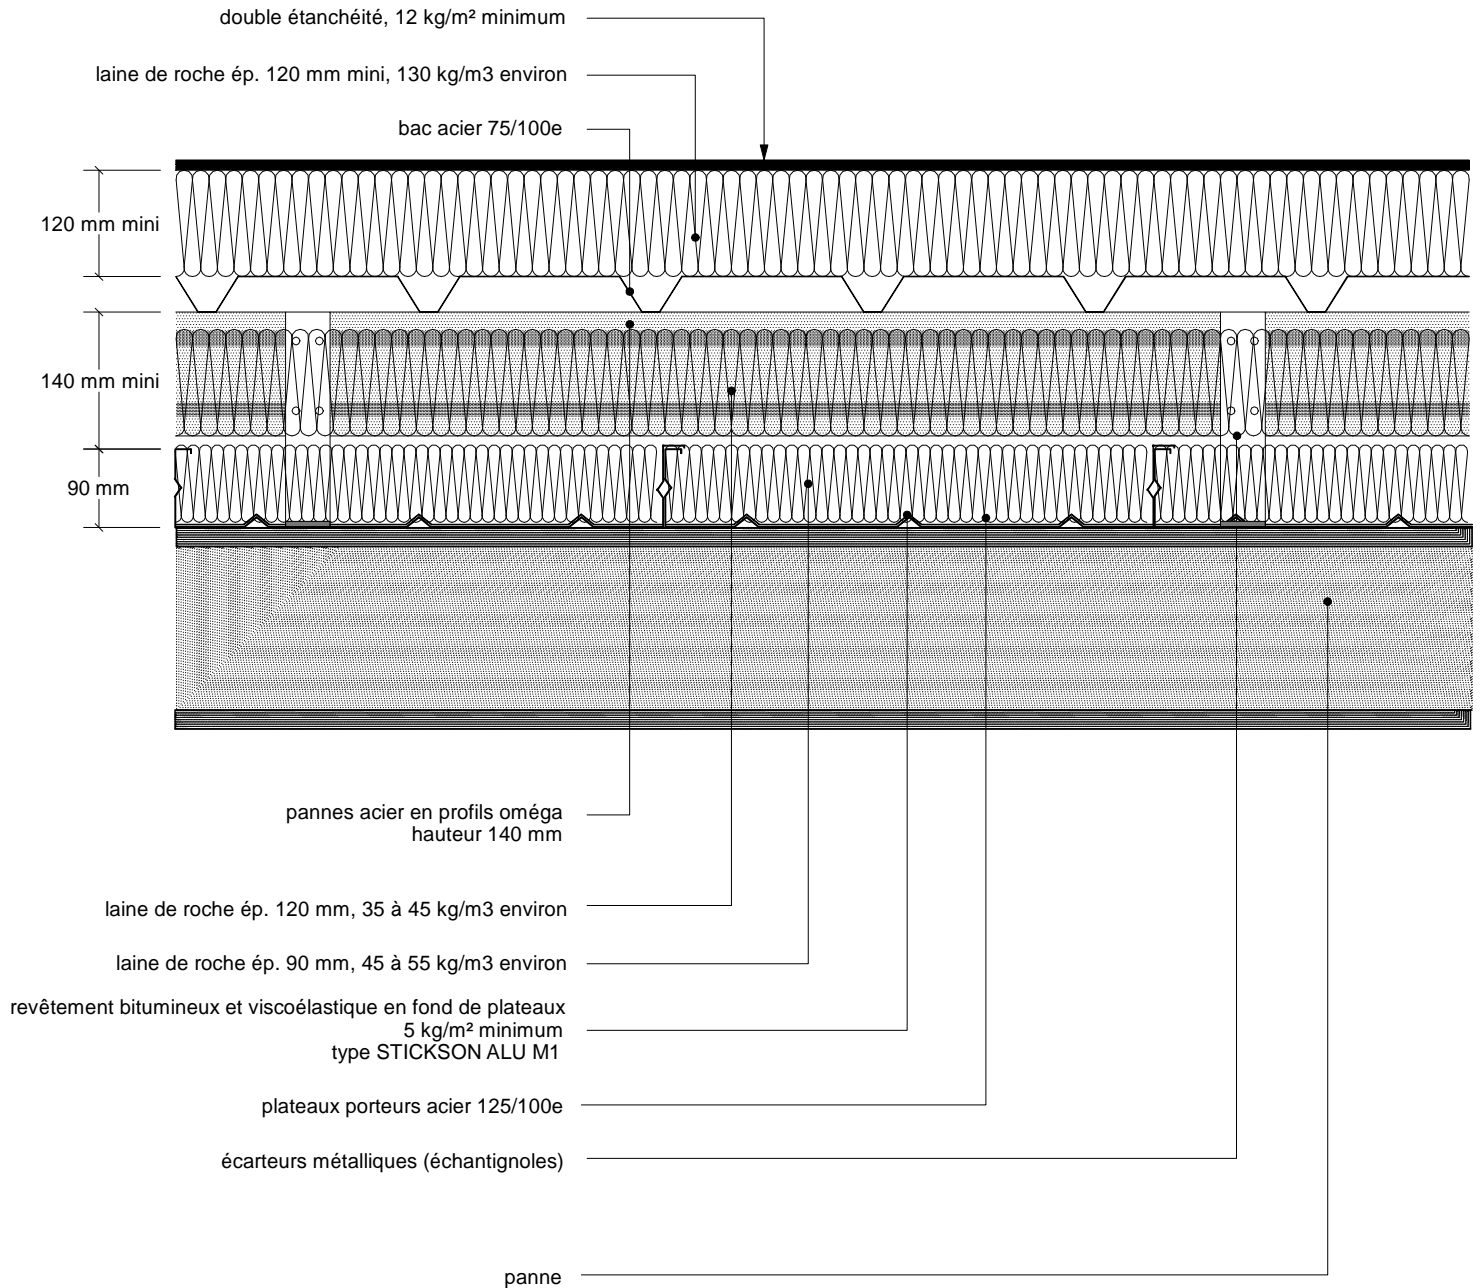 double étanchéité, 12 kg/m² minimum
laine de roche ép. 120 mm mini, 130 kg/m3 environ
bac acier 75/100e
120 mm mini
140 mm mini
90 mm
pannes acier en profils oméga
hauteur 140 mm
laine de roche ép. 120 mm, 35 à 45 kg/m3 environ
laine de roche ép. 90 mm, 45 à 55 kg/m3 environ
revêtement bitumineux et viscoélastique en fond de plateaux
5 kg/m² minimum
type STICKSON ALU M1
plateaux porteurs acier 125/100e
écarteurs métalliques (échantignoles)
panne